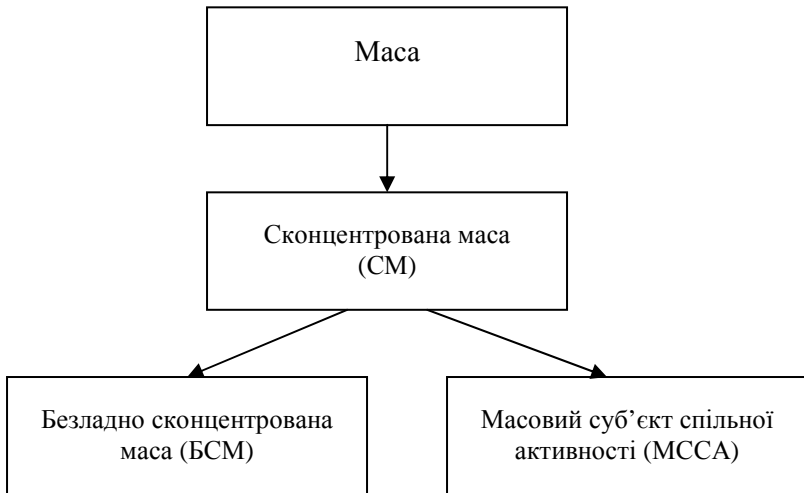 Маса
Сконцентрована маса
(СМ)
Безладно сконцентрована
маса (БСМ)
Масовий суб’єкт спільної
активності (МССА)